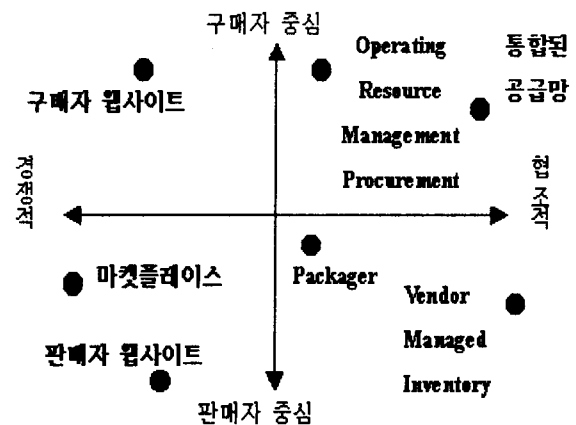 구매자 중심
Operating
Resource
Management
Procurement
통합된
공급망
구매자 웹사이트
경쟁적
협조적
마켓플레이스
Packager
Vendor
Managed
Inventory
판매자 웹사이트
판매자 중심